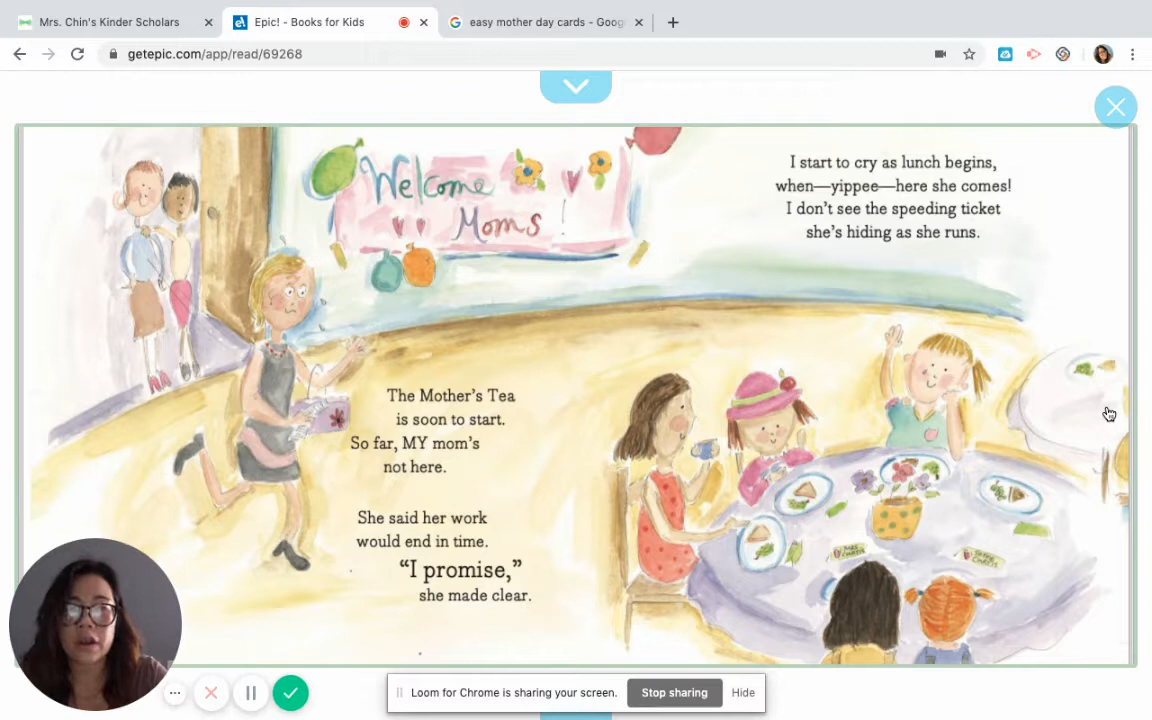 Mrs. Chin's Kinder Scholars
Epic! - Books for Kids
easy mother day cards - Goog
getepic.com/app/read/69268
Welcome
Moms!
I start to cry as lunch begins,
when—yippee—here she comes!
I don't see the speeding ticket
she's hiding as she runs.
The Mother's Tea
is soon to start.
So far, MY mom's
not here.
She said her work
would end in time.
"I promise,"
she made clear.
MRS. CURTIS
CURTIS
Loom for Chrome is sharing your screen.
Stop sharing
Hide